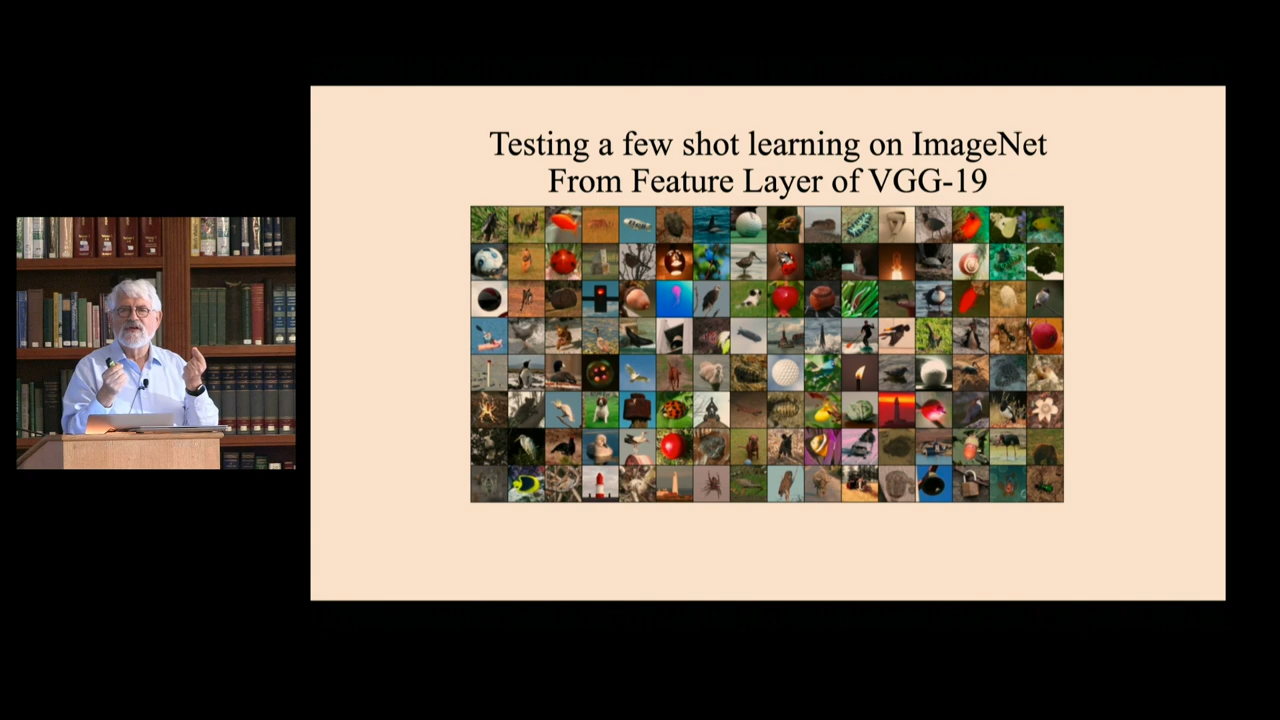 Testing a few shot learning on ImageNet
From Feature Layer of VGG-19